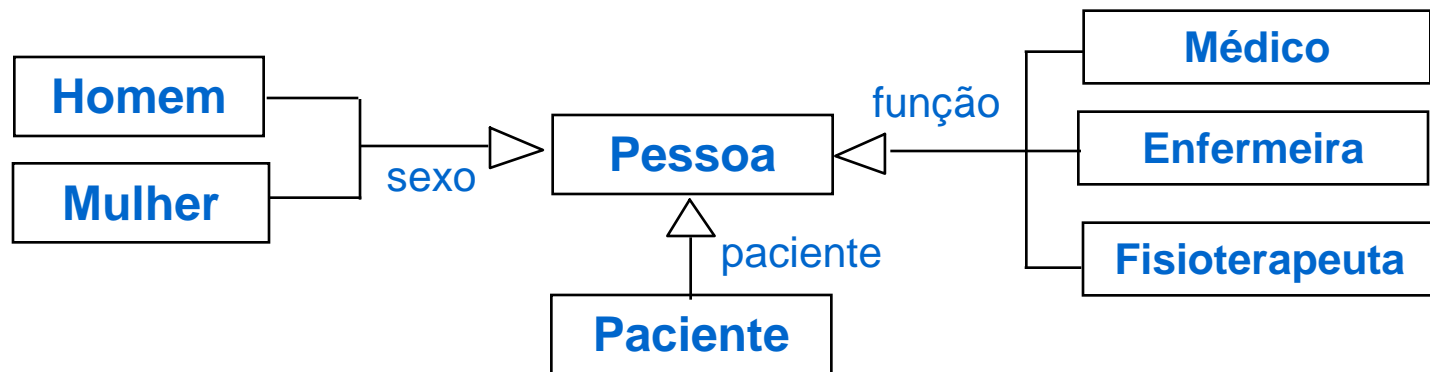 Homem
Mulher
sexo
Pessoa
paciente
Paciente
função
Médico
Enfermeira
Fisioterapeuta